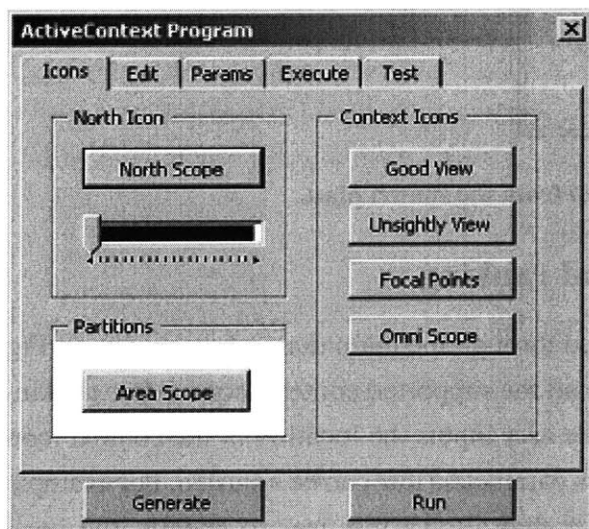 ActiveContext Program
Icons Edit Params Execute Test
North Icon
North Scope
Partitions
Area Scope
Context Icons
Good View
Unsightly View
Focal Points
Omni Scope
Generate Run